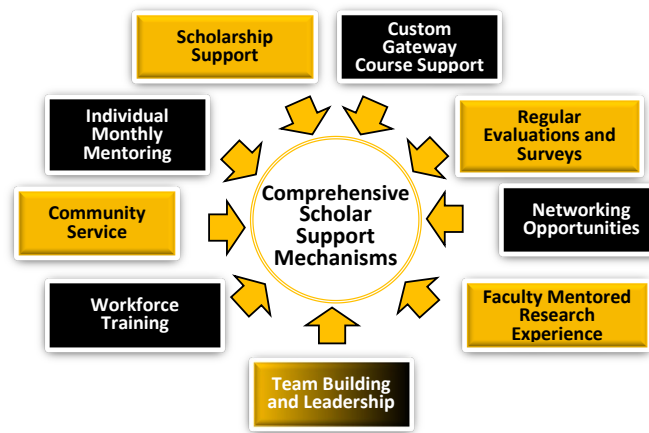 Scholarship
Support
Custom
Gateway
Course Support
Individual
Monthly
Mentoring
Regular
Evaluations and
Surveys
Community
Service
Comprehensive
Scholar
Support
Mechanisms
Networking
Opportunities
Workforce
Training
Faculty Mentored
Research
Experience
Team Building
and Leadership